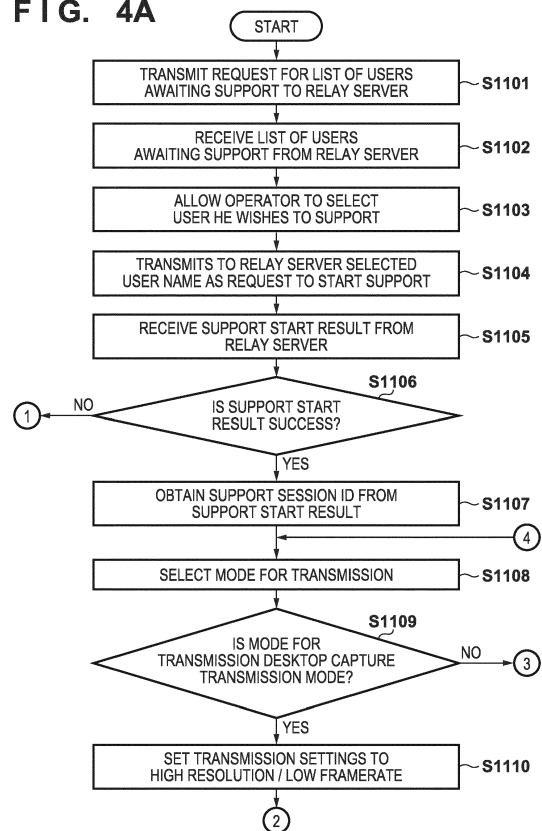 FIG. 4A
START
TRANSMIT REQUEST FOR LIST OF USERS
AWAITING SUPPORT TO RELAY SERVER
S1101
RECEIVE LIST OF USERS
AWAITING SUPPORT FROM RELAY SERVER
S1102
ALLOW OPERATOR TO SELECT
USER HE WISHES TO SUPPORT
S1103
TRANSMITS TO RELAY SERVER SELECTED
USER NAME AS REQUEST TO START SUPPORT
S1104
RECEIVE SUPPORT START RESULT FROM
RELAY SERVER
S1105
S1106
IS SUPPORT START
RESULT SUCCESS?
NO
1
YES
OBTAIN SUPPORT SESSION ID FROM
SUPPORT START RESULT
S1107
4
SELECT MODE FOR TRANSMISSION
S1108
S1109
IS MODE FOR
TRANSMISSION DESKTOP CAPTURE
TRANSMISSION MODE?
NO
3
YES
SET TRANSMISSION SETTINGS TO
HIGH RESOLUTION / LOW FRAMERATE
S1110
2